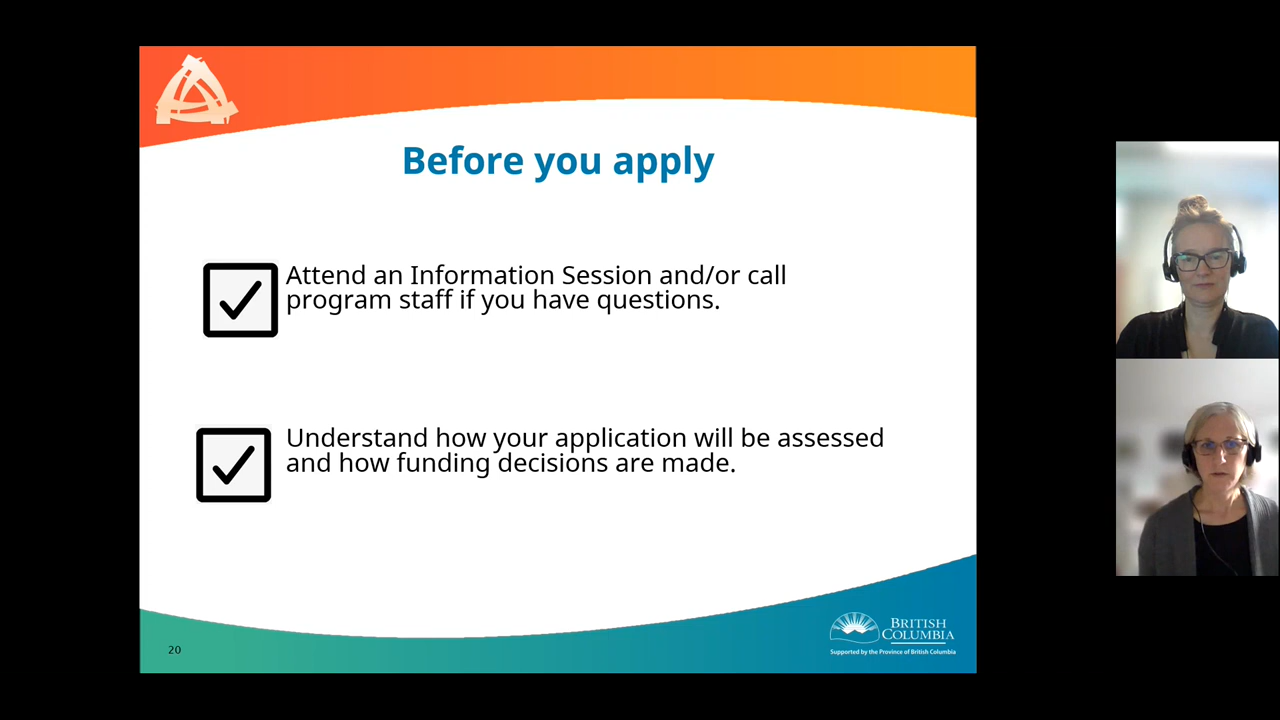 Before you apply
Attend an Information Session and/or call
program staff if you have questions.
Understand how your application will be assessed
and how funding decisions are made.
20
BRITISH
COLUMBIA
Supported by the Province of British Columbia